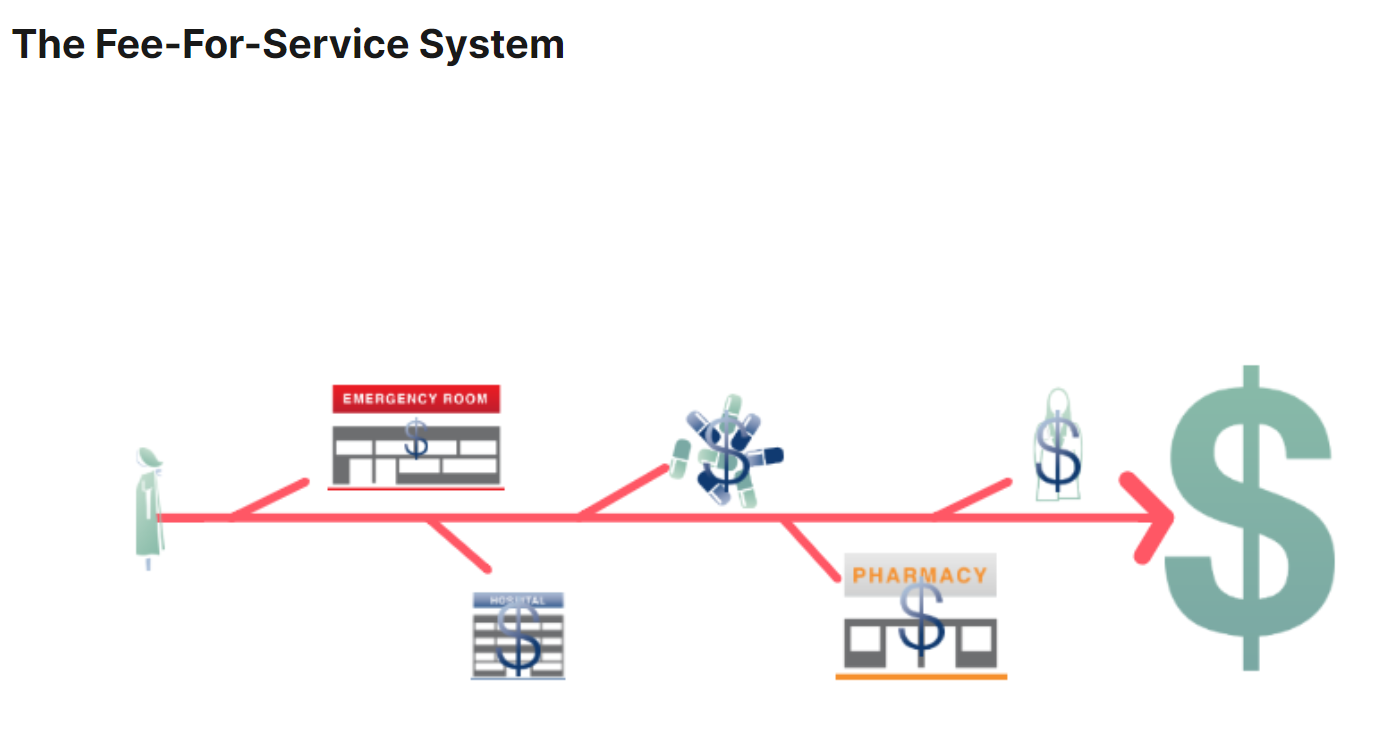 The Fee-For-Service System
EMERGENCY ROOM
$
$
$
HOSPITAL
$
PHARMACY
$
$